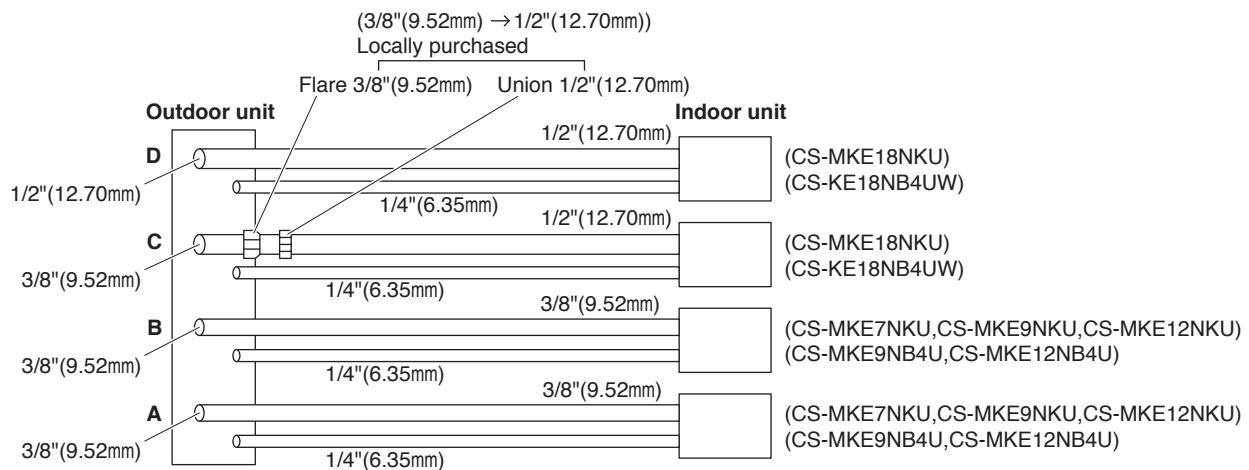 (3/8"(9.52mm) →1/2"(12.70mm))
Locally purchased
Flare 3/8"(9.52mm)
Union 1/2"(12.70mm)
Outdoor unit
Indoor unit
D
1/2"(12.70mm)
1/2"(12.70mm)
1/4"(6.35mm)
(CS-MKE18NKU)
(CS-KE18NB4UW)
C
3/8"(9.52mm)
1/2"(12.70mm)
1/4"(6.35mm)
(CS-MKE18NKU)
(CS-KE18NB4UW)
B
3/8"(9.52mm)
3/8"(9.52mm)
1/4"(6.35mm)
(CS-MKE7NKU,CS-MKE9NKU,CS-MKE12NKU)
(CS-MKE9NB4U,CS-MKE12NB4U)
A
3/8"(9.52mm)
3/8"(9.52mm)
1/4"(6.35mm)
(CS-MKE7NKU,CS-MKE9NKU,CS-MKE12NKU)
(CS-MKE9NB4U,CS-MKE12NB4U)